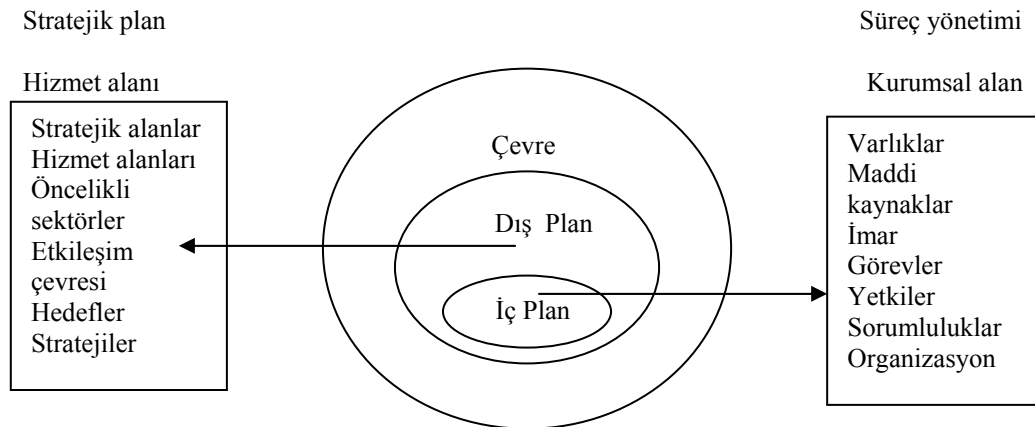 Stratejik plan
Süreç yönetimi
Hizmet alanı
Kurumsal alan
Stratejik alanlar
Hizmet alanları
Öncelikli
sektörler
Etkileşim
çevresi
Hedefler
Stratejiler
Çevre
Dış Plan
İç Plan
Varlıklar
Maddi
kaynaklar
İmar
Görevler
Yetkiler
Sorumluluklar
Organizasyon